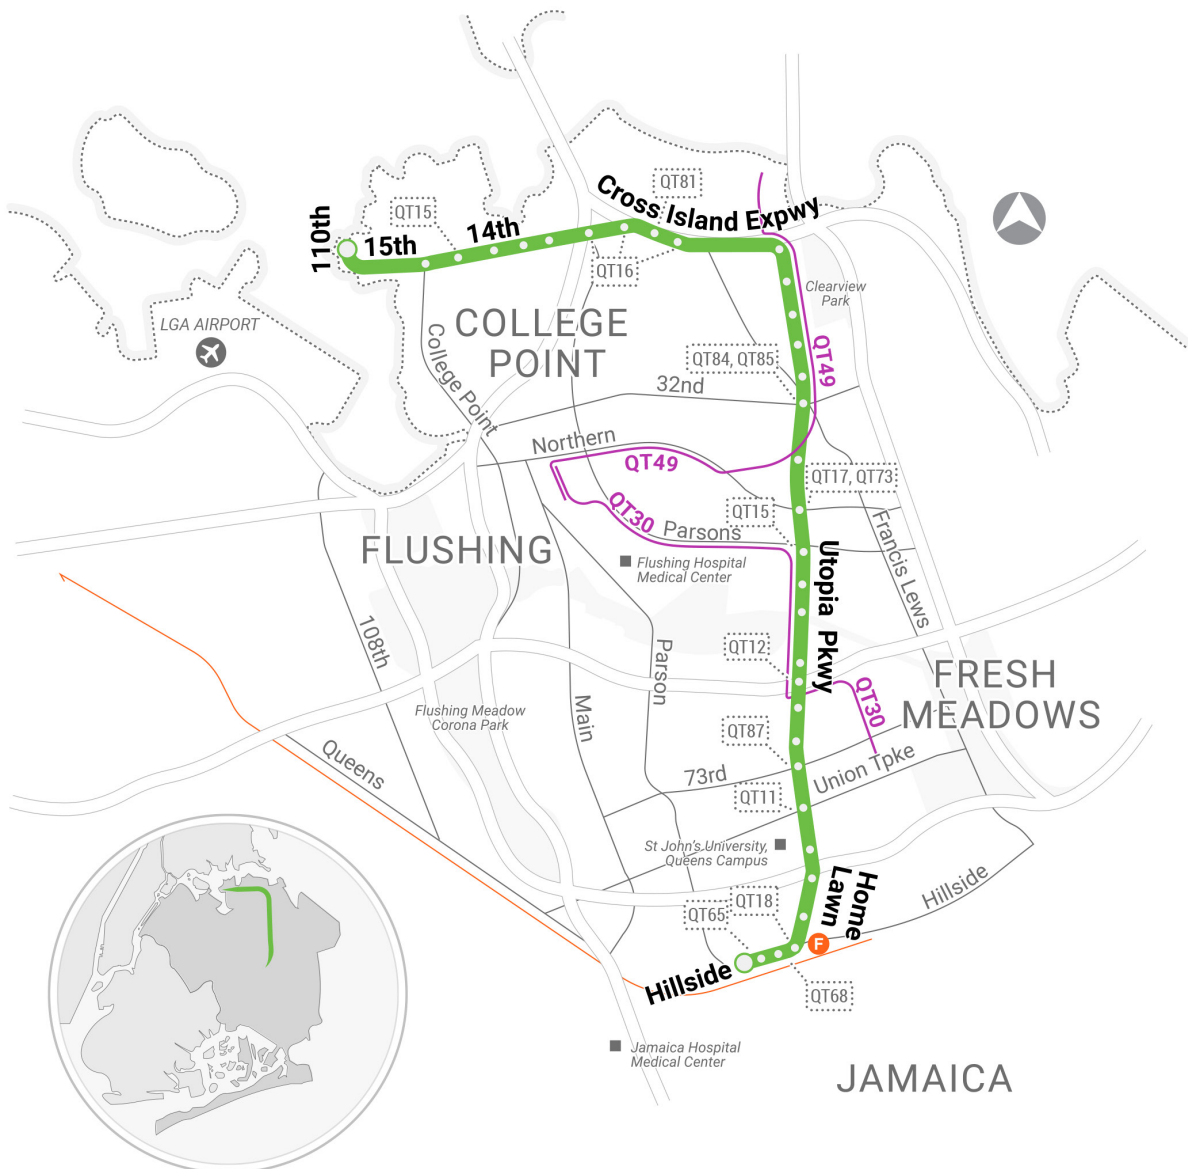 QT81
Cross Island Expwy
QT15
110th
15th
14th
QT16
Clearview
Park
LGA AIRPORT
COLLEGE
POINT
College Point
QT84, QT85
QT49
32nd
Northern
QT49
QT17, QT73
QT30
QT15
Parsons
Francis Lews
FLUSHING
Flushing Hospital
Medical Center
Utopia Pkwy
108th
Parson
QT12
FRESH
MEADOWS
QT30
Flushing Meadow
Corona Park
Main
QT87
Queens
73rd
Union Tpke
QT11
St John's University,
Queens Campus
Home
Lawn
Hillside
QT18
QT65
F
Hillside
QT68
Jamaica Hospital
Medical Center
JAMAICA